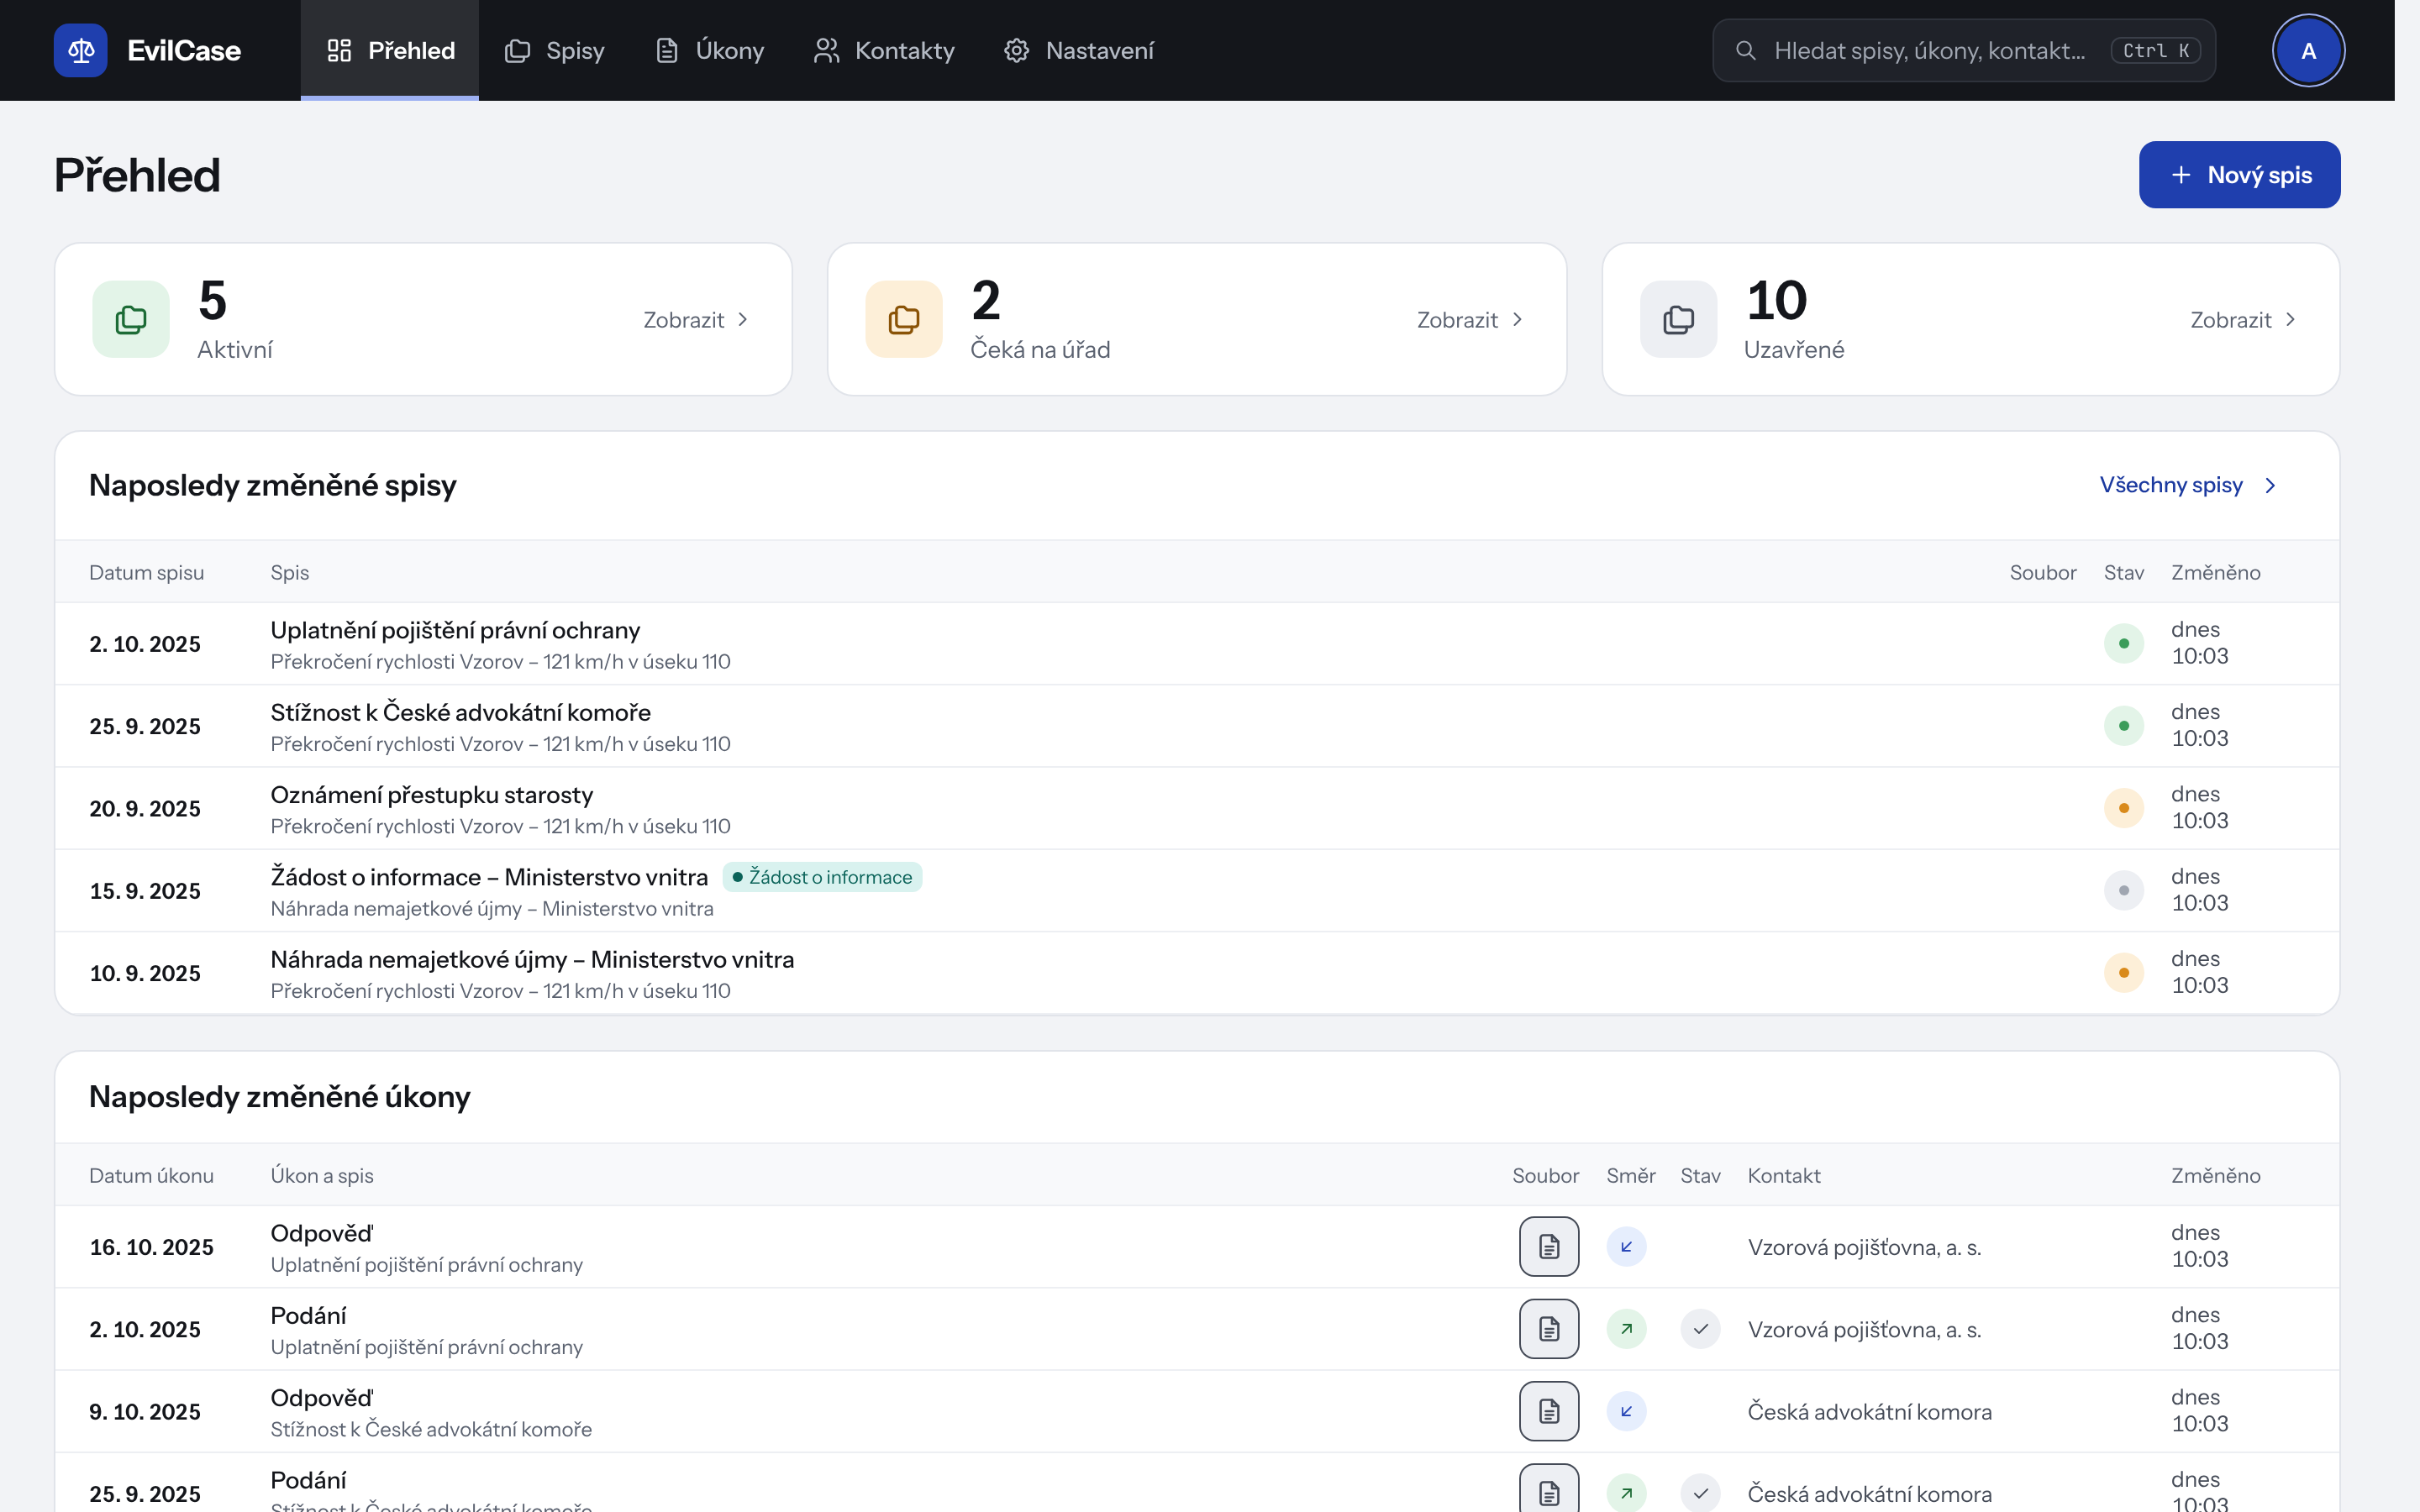 EvilCase
Přehled
Spisy
Úkony
Kontakty
Nastavení
Hledat spisy, úkony, kontakt...
Ctrl K
A
Přehled
Nový spis
5
Aktivní
Zobrazit
2
Čeká na úřad
Zobrazit
10
Uzavřené
Zobrazit
Naposledy změněné spisy
Všechny spisy
Datum spisu Spis Soubor Stav Změněno
2. 10. 2025
Uplatnění pojištění právní ochrany
Překročení rychlosti Vzorov – 121 km/h v úseku 110
dnes
10:03
25. 9. 2025
Stížnost k České advokátní komoře
Překročení rychlosti Vzorov – 121 km/h v úseku 110
dnes
10:03
20. 9. 2025
Oznámení přestupku starosty
Překročení rychlosti Vzorov – 121 km/h v úseku 110
dnes
10:03
15. 9. 2025
Žádost o informace – Ministerstvo vnitra
Žádost o informace
Náhrada nemajetkové újmy – Ministerstvo vnitra
dnes
10:03
10. 9. 2025
Náhrada nemajetkové újmy – Ministerstvo vnitra
Překročení rychlosti Vzorov – 121 km/h v úseku 110
dnes
10:03
Naposledy změněné úkony
Datum úkonu Úkon a spis Soubor Směr Stav Kontakt Změněno
16. 10. 2025
Odpověď
Uplatnění pojištění právní ochrany
Vzorová pojišťovna, a. s.
dnes
10:03
2. 10. 2025
Podání
Uplatnění pojištění právní ochrany
Vzorová pojišťovna, a. s.
dnes
10:03
9. 10. 2025
Odpověď
Stížnost k České advokátní komoře
Česká advokátní komora
dnes
10:03
25. 9. 2025
Podání
Stížnost k České advokátní komoře
Česká advokátní komora
dnes
10:03